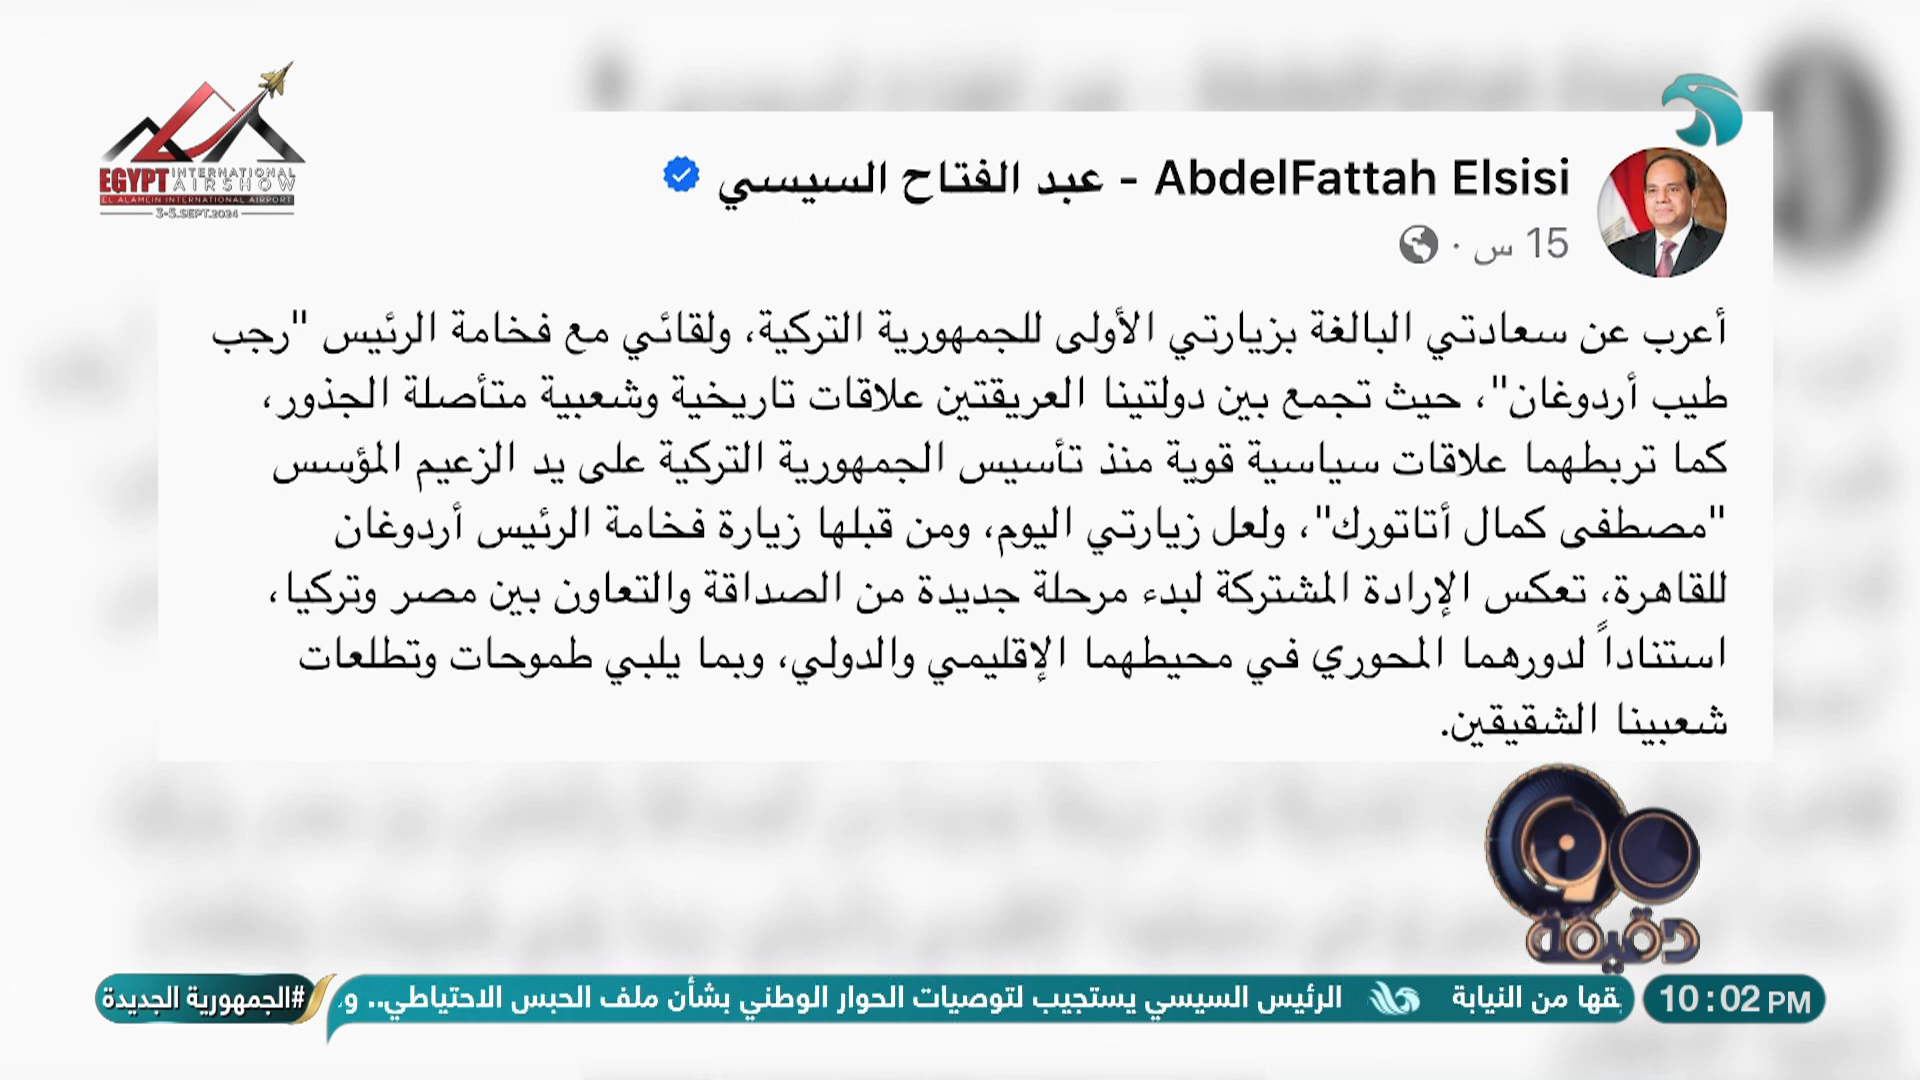 EGYPT INTERNATIONAL AIRSHOW
EL ALAMEIN INTERNATIONAL AIRPORT
3-5.SEPT.2024
AbdelFattah Elsisi - عبد الفتاح السيسي
15 س ·
أعرب عن سعادتي البالغة بزيارتي الأولى للجمهورية التركية، ولقائي مع فخامة الرئيس "رجب
طيب أردوغان"، حيث تجمع بين دولتينا العريقتين علاقات تاريخية وشعبية متأصلة الجذور،
كما تربطهما علاقات سياسية قوية منذ تأسيس الجمهورية التركية على يد الزعيم المؤسس
"مصطفى كمال أتاتورك"، ولعل زيارتي اليوم، ومن قبلها زيارة فخامة الرئيس أردوغان
للقاهرة، تعكس الإرادة المشتركة لبدء مرحلة جديدة من الصداقة والتعاون بين مصر وتركيا،
استناداً لدورهما المحوري في محيطهما الإقليمي والدولي، وبما يلبي طموحات وتطلعات
شعبينا الشقيقين.
90
دقيقة
10:02 PM
قها من النيابة
الرئيس السيسي يستجيب لتوصيات الحوار الوطني بشأن ملف الحبس الاحتياطي.. و
#الجمهورية الجديدة